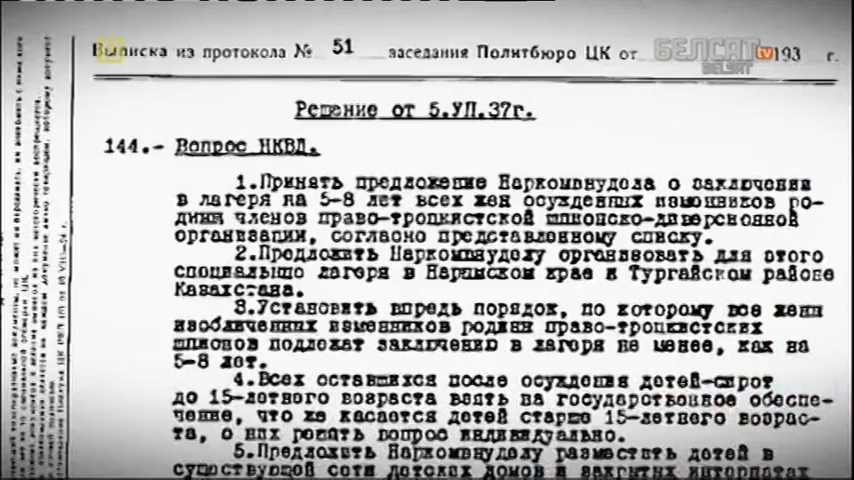 Выписка из протокола № 51 заседания Политбюро ЦК от 193 г.
БЕЛСАТ tv
BELSAT
Решение от 5.УП.37г.
144.- Вопрос НКВД.
1.Принять предложение Наркомвнудела о заключении
в лагеря на 5-8 лет всех жен осужденных изменников ро-
дины членов право-троцкистской шпионско-диверсионной
организации, согласно представленному списку.
2.Предложить Наркомвнуделу организовать для этого
специально лагеря в Нарымском крае и Тургайском районе
Казахстана.
3.Установить впредь порядок, по которому все жены
изобличенных изменников родины право-троцкистских
шпионов подлежат заключению в лагеря не менее, как на
5-8 лет.
4.Всех оставшихся после осуждения детей-сирот
до 15-летнего возраста взять на государственное обеспе-
чение, что же касается детей старше 15-летнего возрас-
та, о них решать вопрос индивидуально.
5.Предложить Наркомвнуделу разместить детей в
существующей сети детских домов и закрытых интернатах